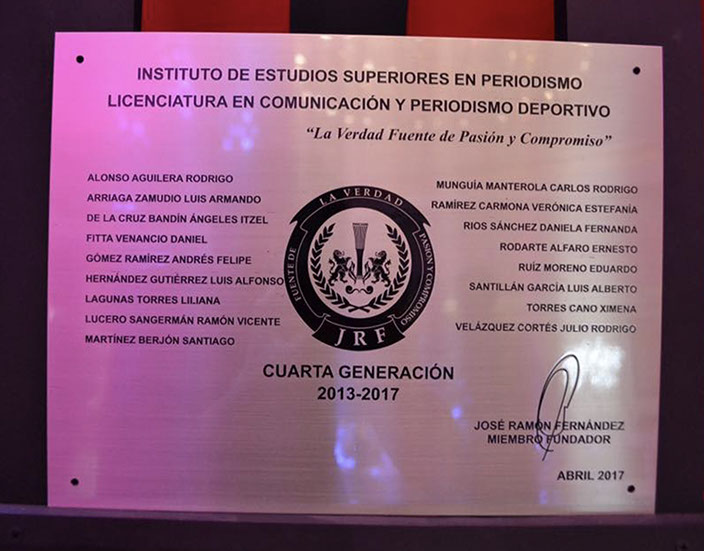 INSTITUTO DE ESTUDIOS SUPERIORES EN PERIODISMO
LICENCIATURA EN COMUNICACIÓN Y PERIODISMO DEPORTIVO
“La Verdad Fuente de Pasión y Compromiso”
ALONSO AGUILERA RODRIGO
ARRIAGA ZAMUDIO LUIS ARMANDO
DE LA CRUZ BANDÍN ÁNGELES ITZEL
FITTA VENANCIO DANIEL
GÓMEZ RAMÍREZ ANDRÉS FELIPE
HERNÁNDEZ GUTIÉRREZ LUIS ALFONSO
LAGUNAS TORRES LILIANA
LUCERO SANGERMÁN RAMÓN VICENTE
MARTÍNEZ BERJÓN SANTIAGO
FUENTE DE
LA VERDAD
PASION Y COMPROMISO
JRF
MUNGUÍA MANTEROLA CARLOS RODRIGO
RAMÍREZ CARMONA VERÓNICA ESTEFANÍA
RIOS SÁNCHEZ DANIELA FERNANDA
RODARTE ALFARO ERNESTO
RUÍZ MORENO EDUARDO
SANTILLÁN GARCÍA LUIS ALBERTO
TORRES CANO XIMENA
VELÁZQUEZ CORTÉS JULIO RODRIGO
CUARTA GENERACIÓN
2013-2017
JOSÉ RAMÓN FERNÁNDEZ
MIEMBRO FUNDADOR
ABRIL 2017